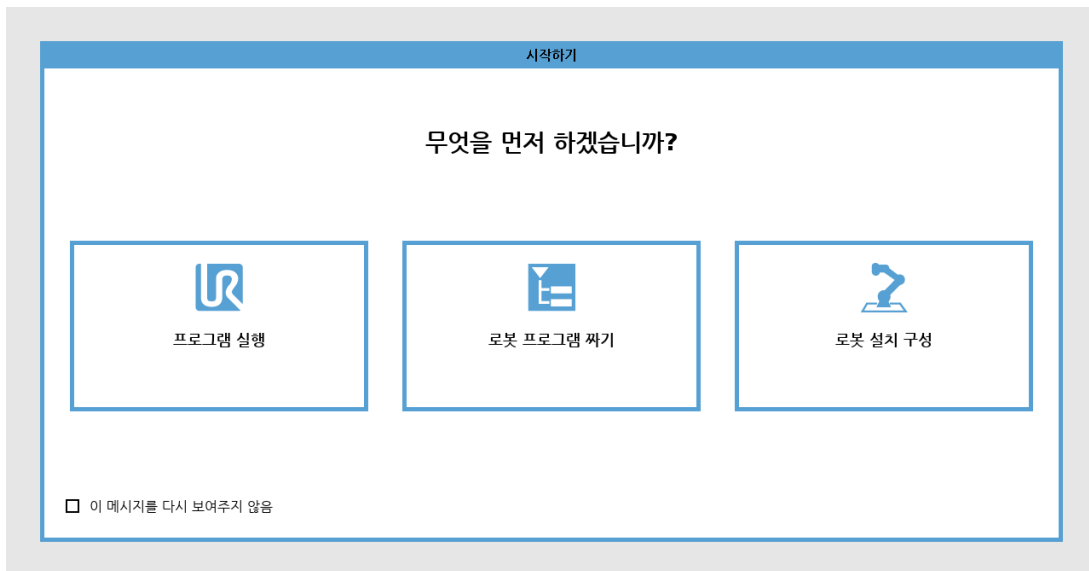 시작하기
무엇을 먼저 하겠습니까?
프로그램 실행
로봇 프로그램 짜기
로봇 설치 구성
이 메시지를 다시 보여주지 않음